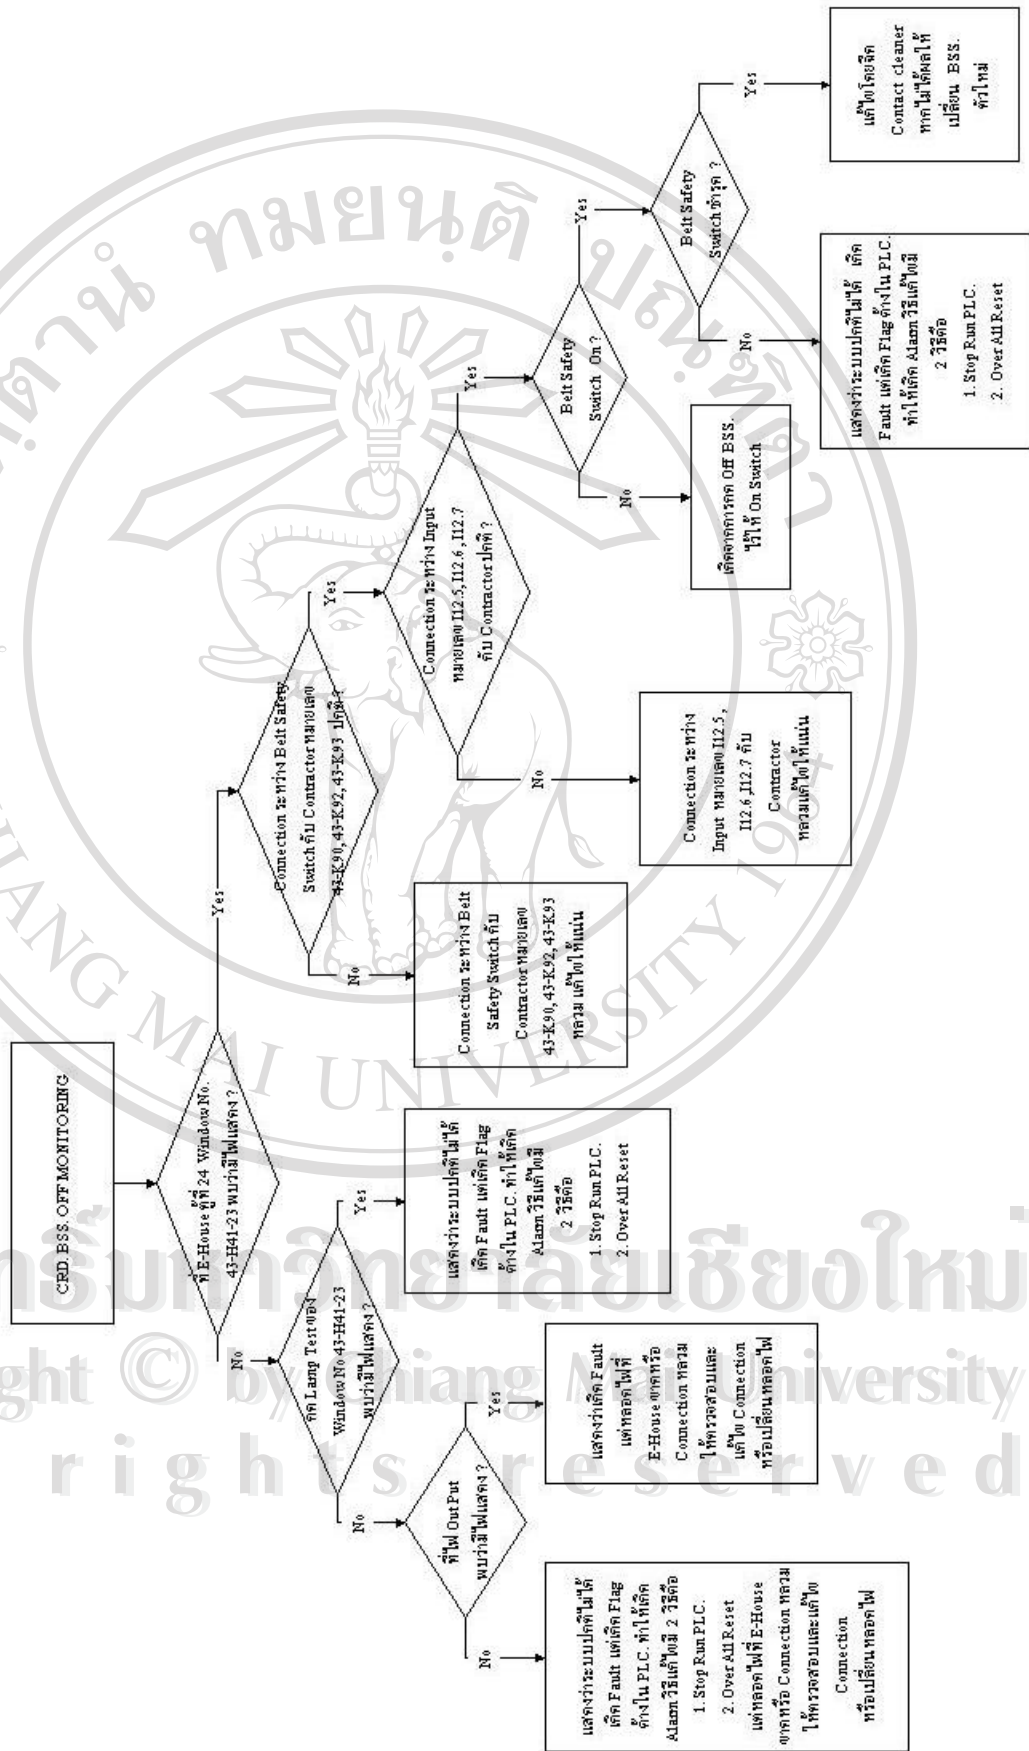 CRD. BSS. OFF MONITORING
ที่ E-House ตู้ที่ 24 Window No.
43-H41-23 พบว่ามีไฟแสดง ?
No
Yes
กด Lamp Test ของ
Window No 43-H41-23
พบว่ามีไฟแสดง ?
No
Yes
ที่ไฟ Out Put
พบว่ามีไฟแสดง ?
No
Yes
แสดงว่าระบบปกติไม่ได้
เกิด Fault แต่เกิด Flag
ค้างใน PLC. ทำให้เกิด
Alarm วิธีแก้ไขมี 2 วิธีคือ
1. Stop Run PLC.
2. Over All Reset
แต่หลอดไฟที่ E-House
ขาดหรือ Connection หลวม
ให้ตรวจสอบและแก้ไข
Connection
หรือเปลี่ยนหลอดไฟ
แสดงว่าเกิด Fault
แต่หลอดไฟที่
E-House ขาดหรือ
Connection หลวม
ให้ตรวจสอบและ
แก้ไข Connection
หรือเปลี่ยนหลอดไฟ
แสดงว่าระบบปกติไม่ได้
เกิด Fault แต่เกิด Flag
ค้างใน PLC. ทำให้เกิด
Alarm วิธีแก้ไขมี
2 วิธีคือ
1. Stop Run PLC.
2. Over All Reset
Connection ระหว่าง Belt Safety
Switch กับ Contractor หมายเลข
43-K90, 43-K92, 43-K93 ปกติ ?
No
Yes
Connection ระหว่าง Belt
Safety Switch กับ
Contractor หมายเลข
43-K90, 43-K92, 43-K93
หลวม แก้ไขให้แน่น
Connection ระหว่าง Input
หมายเลข I12.5, I12.6 , I12.7
กับ Contractor ปกติ ?
No
Yes
Connection ระหว่าง
Input หมายเลข I12.5 ,
I12.6 ,I12.7 กับ
Contractor
หลวมแก้ไขให้แน่น
Belt Safety
Switch On ?
No
Yes
เกิดจากการกด Off BSS.
ไว้ให้ On Switch
Belt Safety
Switch ชำรุด ?
No
Yes
แสดงว่าระบบปกติไม่ได้ เกิด
Fault แต่เกิด Flag ค้างใน PLC.
ทำให้เกิด Alarm วิธีแก้ไขมี
2 วิธีคือ
1. Stop Run PLC.
2. Over All Reset
แก้ไขโดยฉีด
Contact cleaner
หากไม่ได้ผลให้
เปลี่ยน BSS.
ตัวใหม่
CHIANG MAI UNIVERSITY 1964
มหาวิทยาลัยเชียงใหม่
by Chiang Mai University
rights reserved